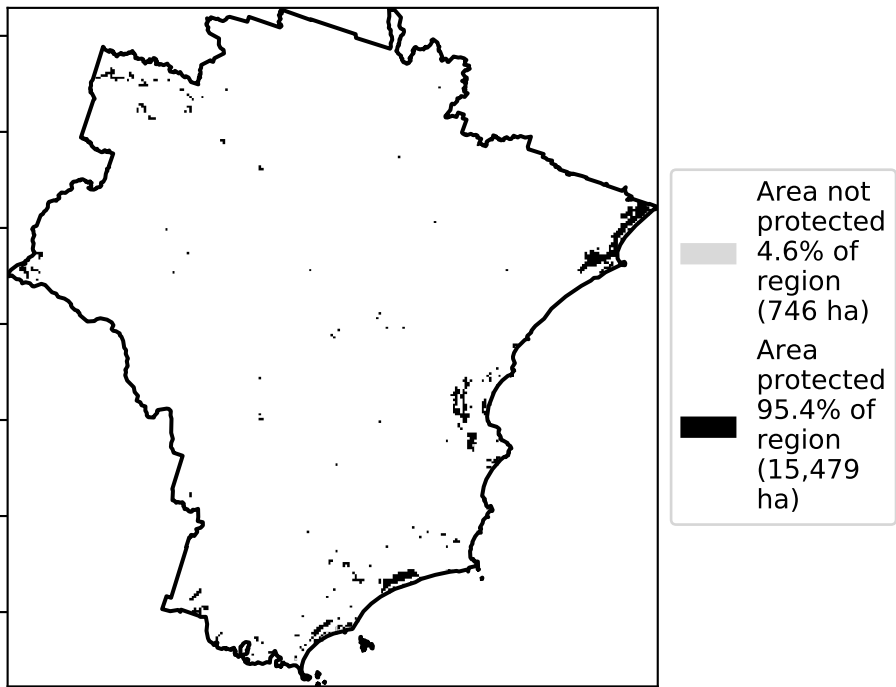 Area not
protected
4.6% of
region
(746 ha)
Area
protected
95.4% of
region
(15,479
ha)